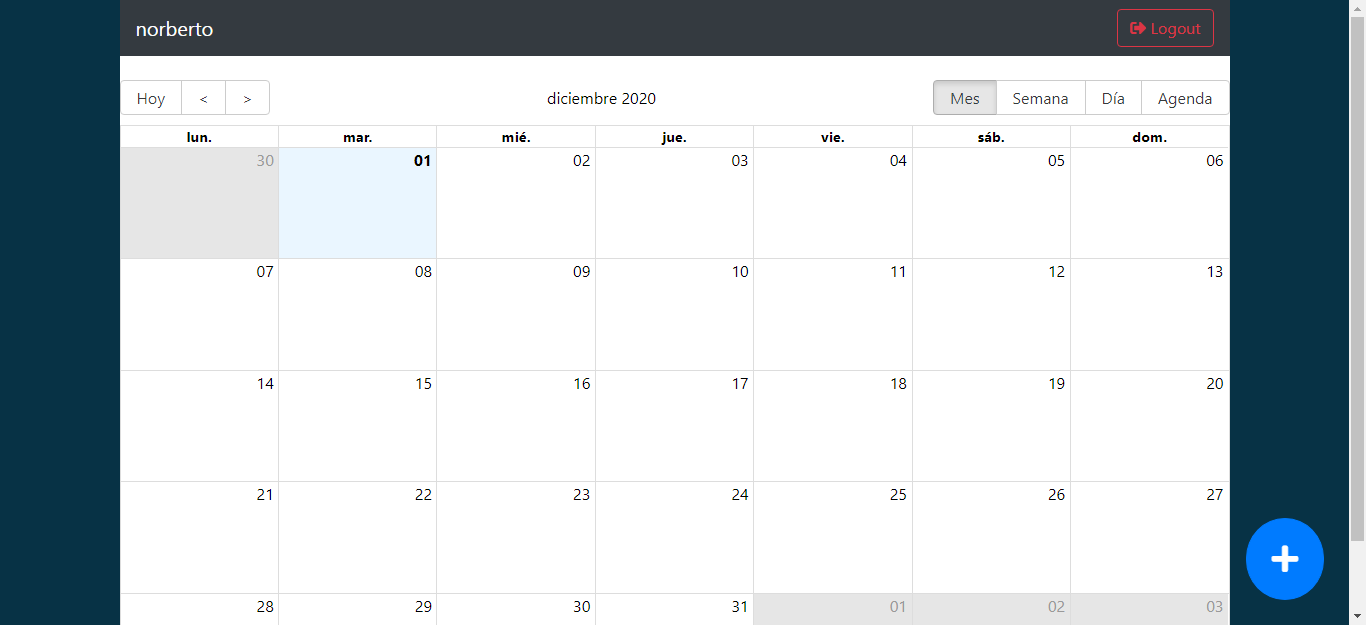 norberto Logout
Hoy < > diciembre 2020 Mes Semana Día Agenda
lun. mar. mié. jue. vie. sáb. dom.
30 01 02 03 04 05 06
07 08 09 10 11 12 13
14 15 16 17 18 19 20
21 22 23 24 25 26 27
28 29 30 31 01 02 03